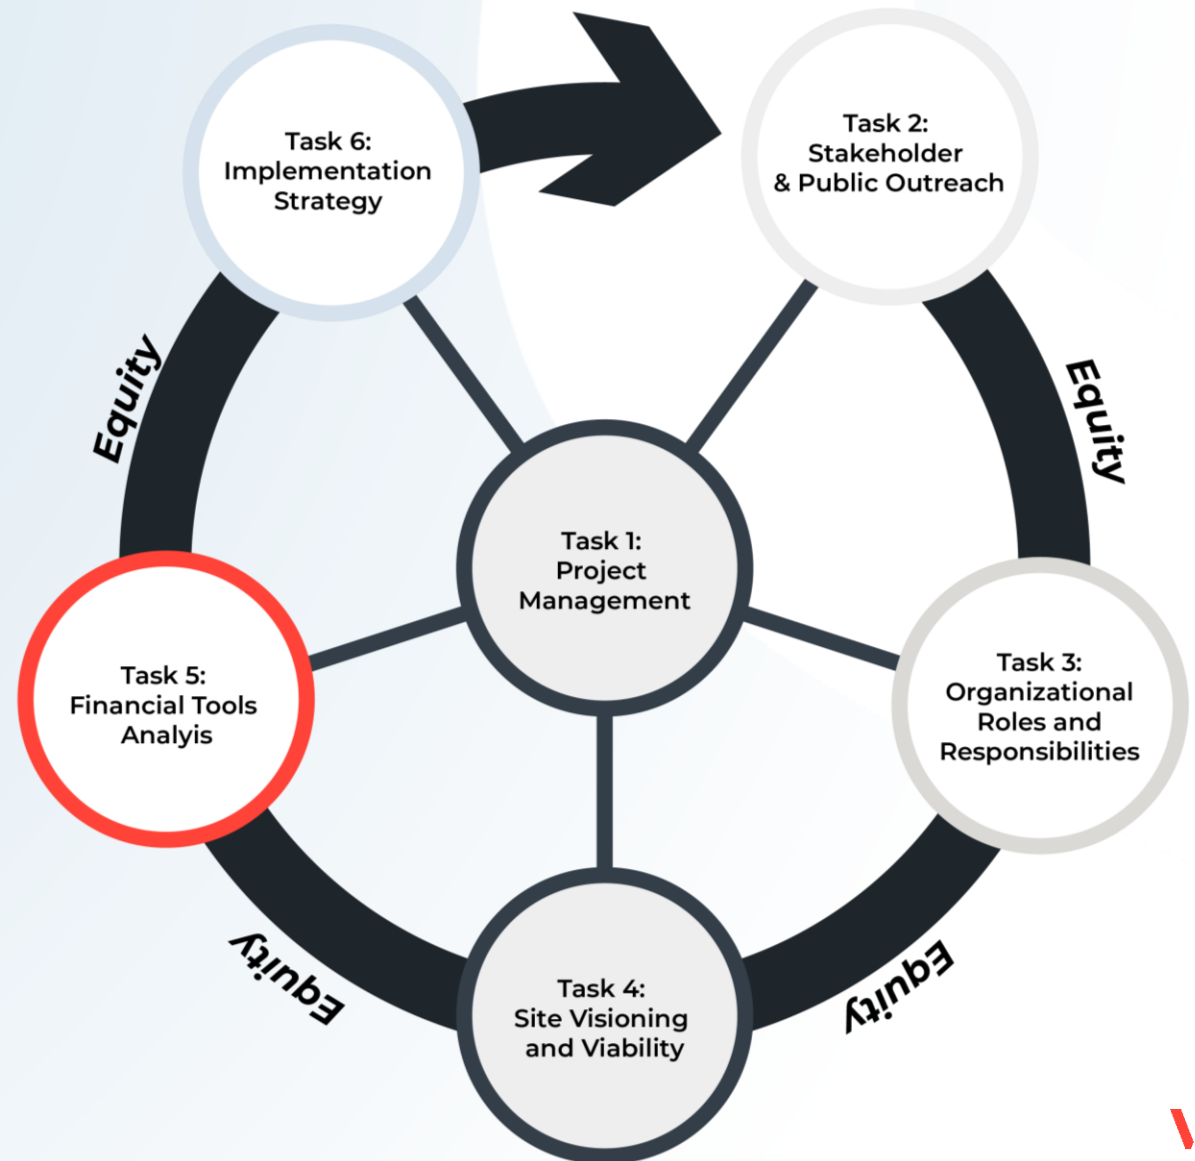 Task 6:
Implementation
Strategy
Task 2:
Stakeholder
& Public Outreach
Equity
Equity
Task 1:
Project
Management
Task 5:
Financial Tools
Analyis
Task 3:
Organizational
Roles and
Responsibilities
Equity
Equity
Task 4:
Site Visioning
and Viability